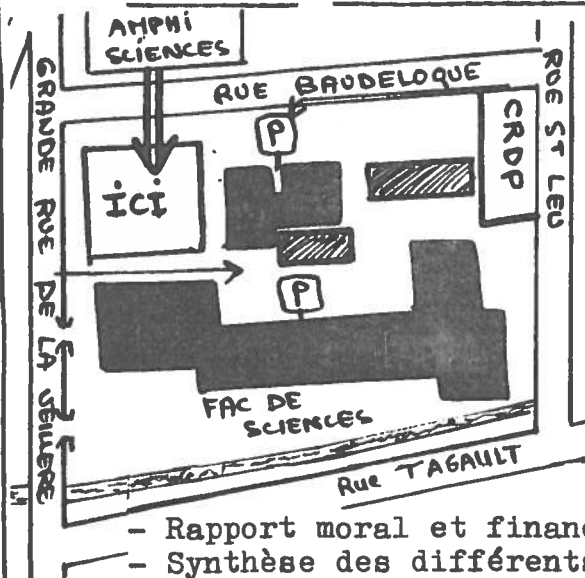 AMPHi
SCiENCES
RUE BAUDELOQUE
RUE ST LEU
GRANDE RUE DE LA VEILLERE
P
CRDP
iCi
P
FAC DE
SCiENCES
Rue TAGAULT
- Rapport moral et financ
- Synthèse des différents